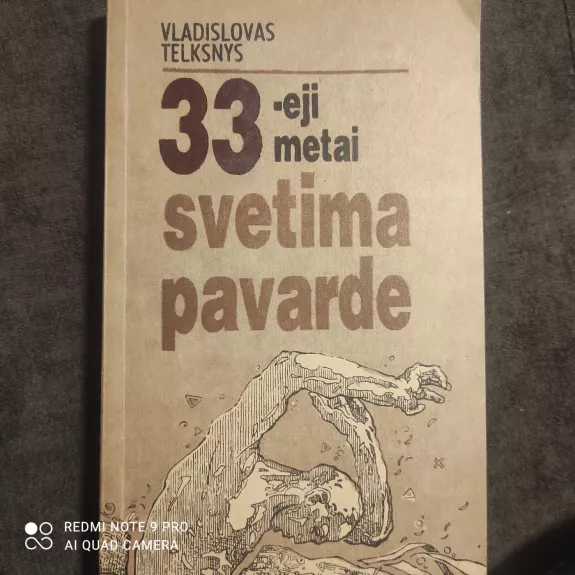 VLADISLOVAS
TELKSNYS
33-eji
metai
svetima
pavarde
REDMI NOTE 9 PRO
AI QUAD CAMERA